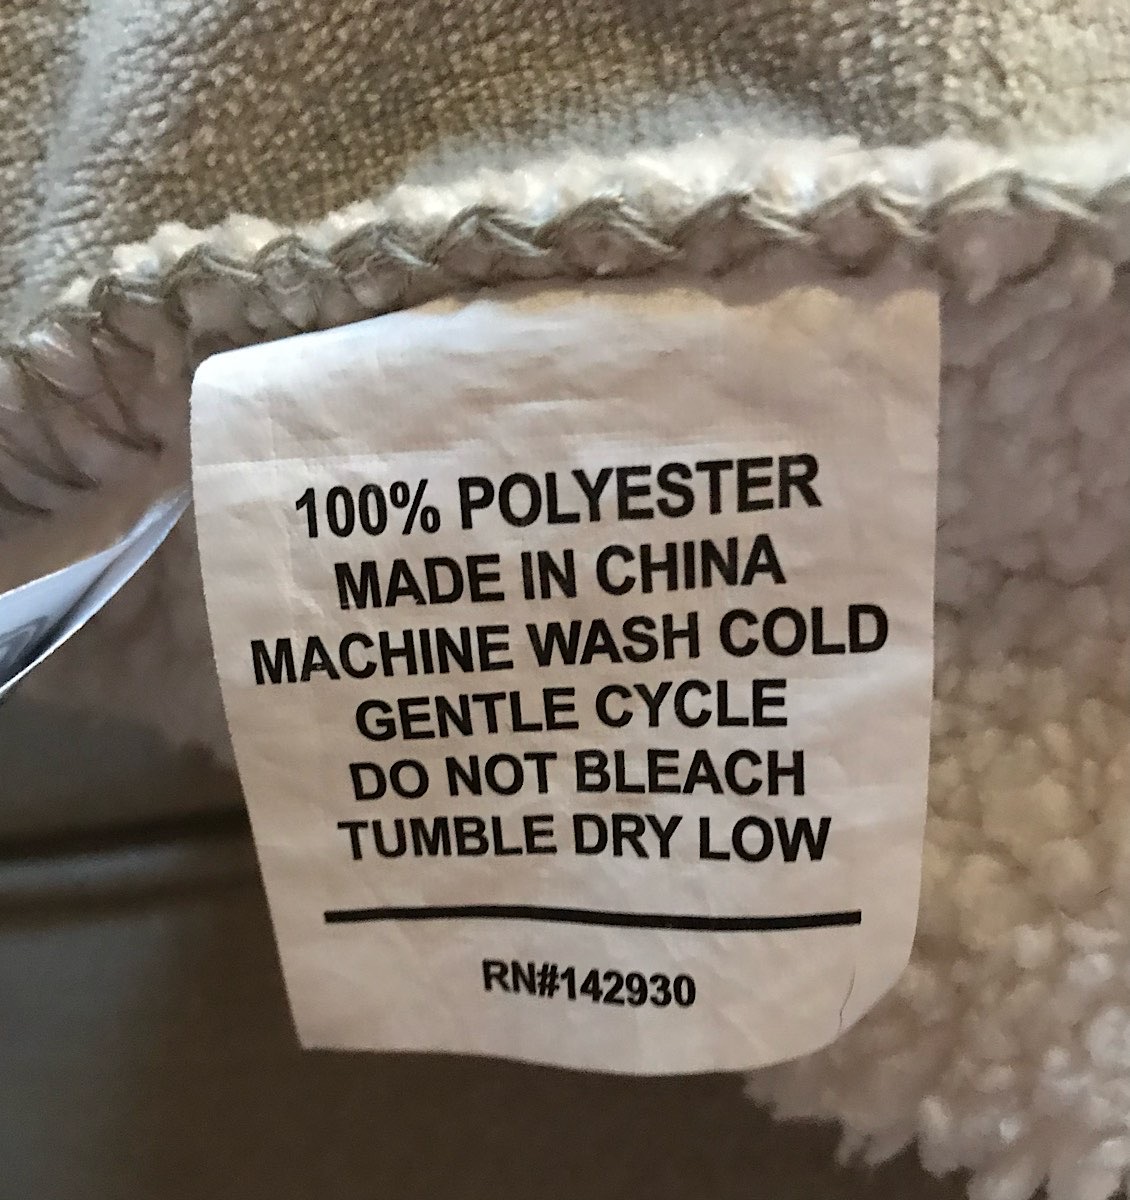 100% POLYESTER
MADE IN CHINA
MACHINE WASH COLD
GENTLE CYCLE
DO NOT BLEACH
TUMBLE DRY LOW
RN#142930